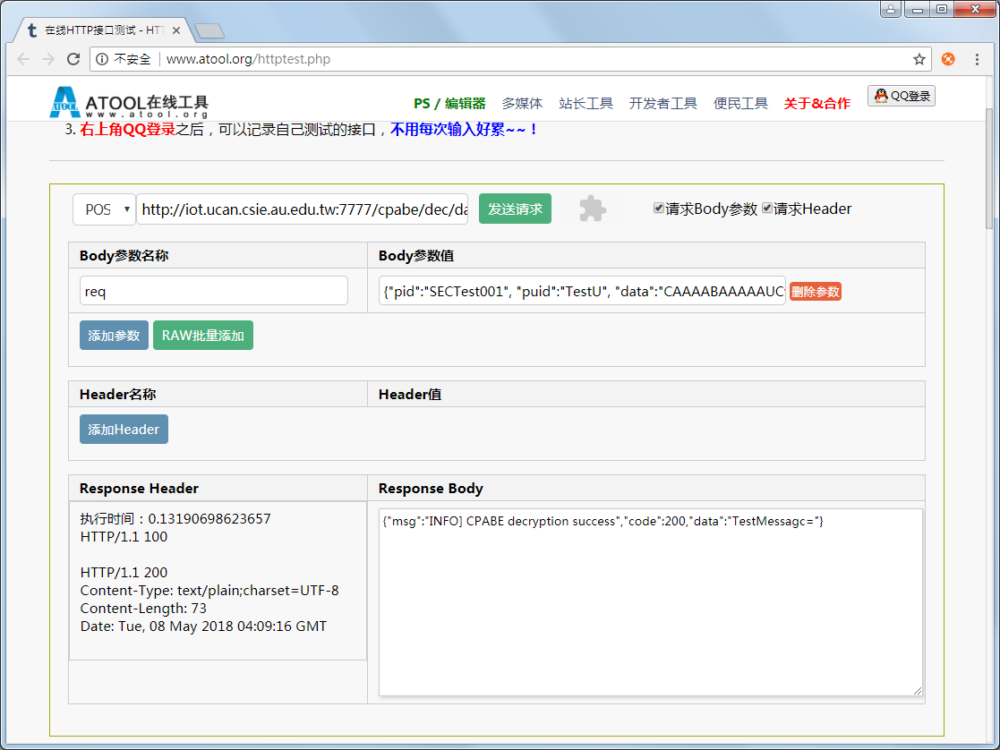 在线HTTP接口测试 - HT
不安全 www.atool.org/httptest.php
ATOOL ATOOL在线工具
www.atool.org
PS / 编辑器 多媒体 站长工具 开发者工具 便民工具 关于&合作 QQ登录
3. 右上角QQ登录之后，可以记录自己测试的接口，不用每次输入好累~~！
POS http://iot.ucan.csie.au.edu.tw:7777/cpabe/dec/da 发送请求 请求Body参数 请求Header
Body参数名称 Body参数值
req {"pid":"SECTest001", "puid":"TestU", "data":"CAAAABAAAAAUC 删除参数
添加参数 RAW批量添加
Header名称 Header值
添加Header
Response Header Response Body
执行时间：0.13190698623657 {"msg":"INFO] CPABE decryption success","code":200,"data":"TestMessagc="}
HTTP/1.1 100
HTTP/1.1 200
Content-Type: text/plain;charset=UTF-8
Content-Length: 73
Date: Tue, 08 May 2018 04:09:16 GMT